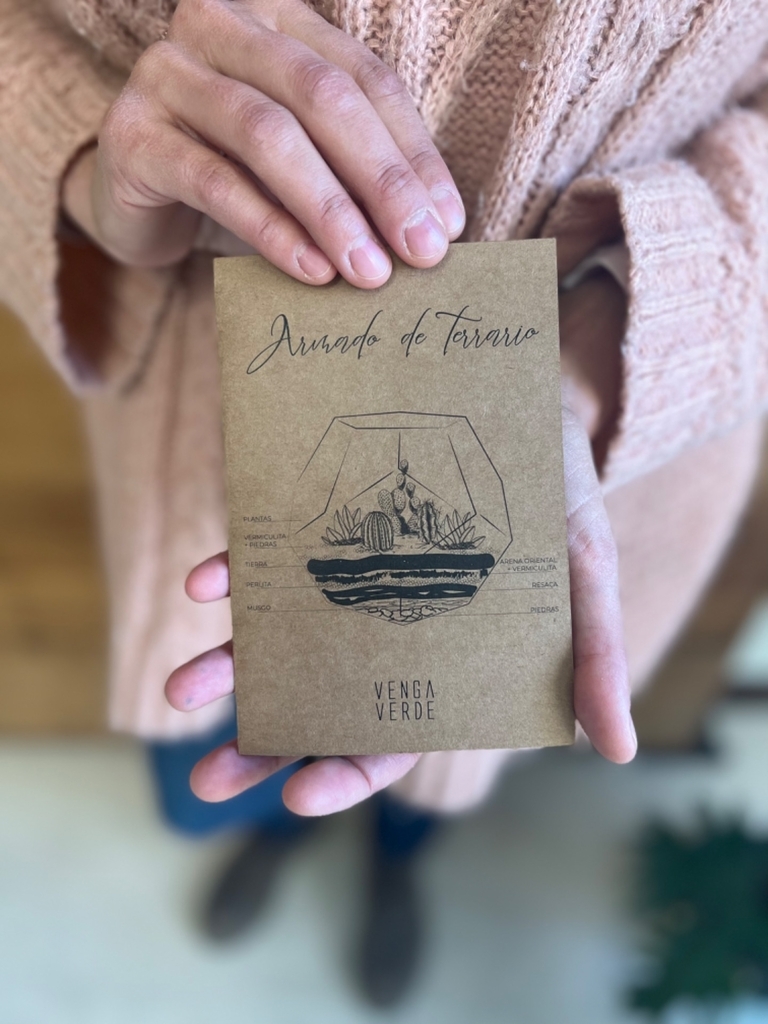 Armado de Terrario
PLANTAS
VERMICULITA
+ PIEDRAS
TIERRA
PERLITA
MUSGO
ARENA ORIENTAL
+ VERMICULITA
RESACA
PIEDRAS
VENGA
VERDE